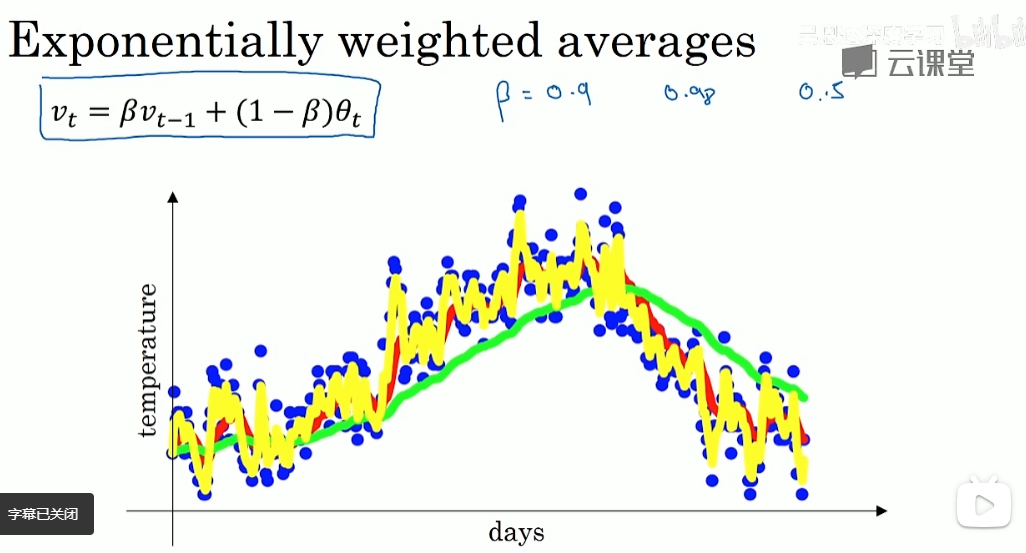 Exponentially weighted averages
云课堂
v_t = βv_{t−1} + (1 − β)θ_t
β = 0.9 0.98 0.5
temperature
days
字幕已关闭